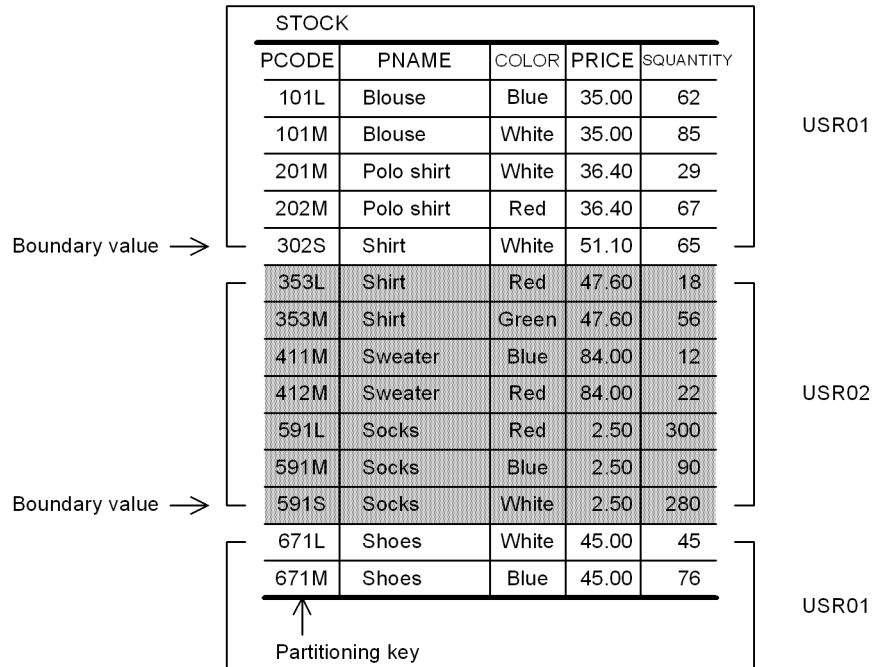 STOCK
PCODE PNAME COLOR PRICE SQUANTITY
101L Blouse Blue 35.00 62
101M Blouse White 35.00 85
USR01
201M Polo shirt White 36.40 29
202M Polo shirt Red 36.40 67
Boundary value 302S Shirt White 51.10 65
353L Shirt Red 47.60 18
353M Shirt Green 47.60 56
411M Sweater Blue 84.00 12
412M Sweater Red 84.00 22
USR02
591L Socks Red 2.50 300
591M Socks Blue 2.50 90
Boundary value 591S Socks White 2.50 280
671L Shoes White 45.00 45
671M Shoes Blue 45.00 76
USR01
Partitioning key